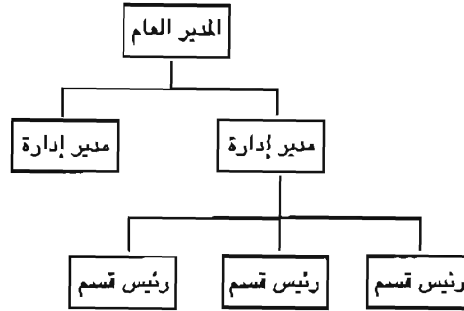 المدير العام
مدير إدارة
مدير إدارة
رئيس قسم
رئيس قسم
رئيس قسم